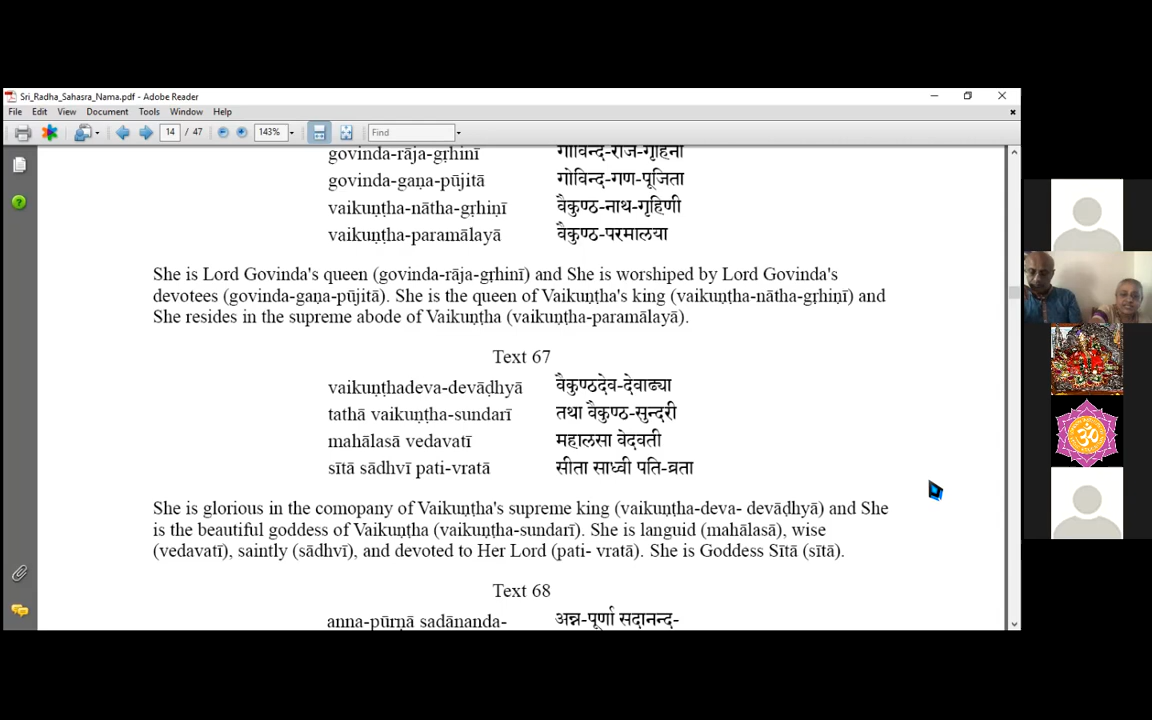 Sri_Radha_Sahasra_Nama.pdf - Adobe Reader
File Edit View Document Tools Window Help
14 / 47 143% Find
govinda-rāja-gṛhinī गोविन्द-राज-गृहिनी
govinda-gaṇa-pūjitā गोविन्द-गण-पूजिता
vaikuṇṭha-nātha-gṛhiṇī वैकुण्ठ-नाथ-गृहिणी
vaikuṇṭha-paramālayā वैकुण्ठ-परमालया
She is Lord Govinda's queen (govinda-rāja-gṛhinī) and She is worshiped by Lord Govinda's
devotees (govinda-gaṇa-pūjitā). She is the queen of Vaikuṇṭha's king (vaikuṇṭha-nātha-gṛhiṇī) and
She resides in the supreme abode of Vaikuṇṭha (vaikuṇṭha-paramālayā).
Text 67
vaikuṇṭhadeva-devāḍhyā वैकुण्ठदेव-देवाढ्या
tathā vaikuṇṭha-sundarī तथा वैकुण्ठ-सुन्दरी
mahālasā vedavatī महालसा वेदवती
sītā sādhvī pati-vratā सीता साध्वी पति-व्रता
She is glorious in the comopany of Vaikuṇṭha's supreme king (vaikuṇṭha-deva- devāḍhyā) and She
is the beautiful goddess of Vaikuṇṭha (vaikuṇṭha-sundarī). She is languid (mahālasā), wise
(vedavatī), saintly (sādhvī), and devoted to Her Lord (pati- vratā). She is Goddess Sītā (sītā).
Text 68
anna-pūrṇā sadānanda- अन्न-पूर्णा सदानन्द-
ॐ